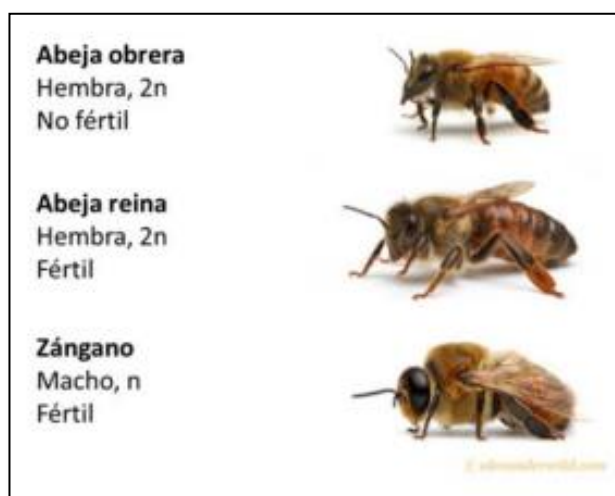 Abeja obrera
Hembra, 2n
No fértil
Abeja reina
Hembra, 2n
Fértil
Zángano
Macho, n
Fértil